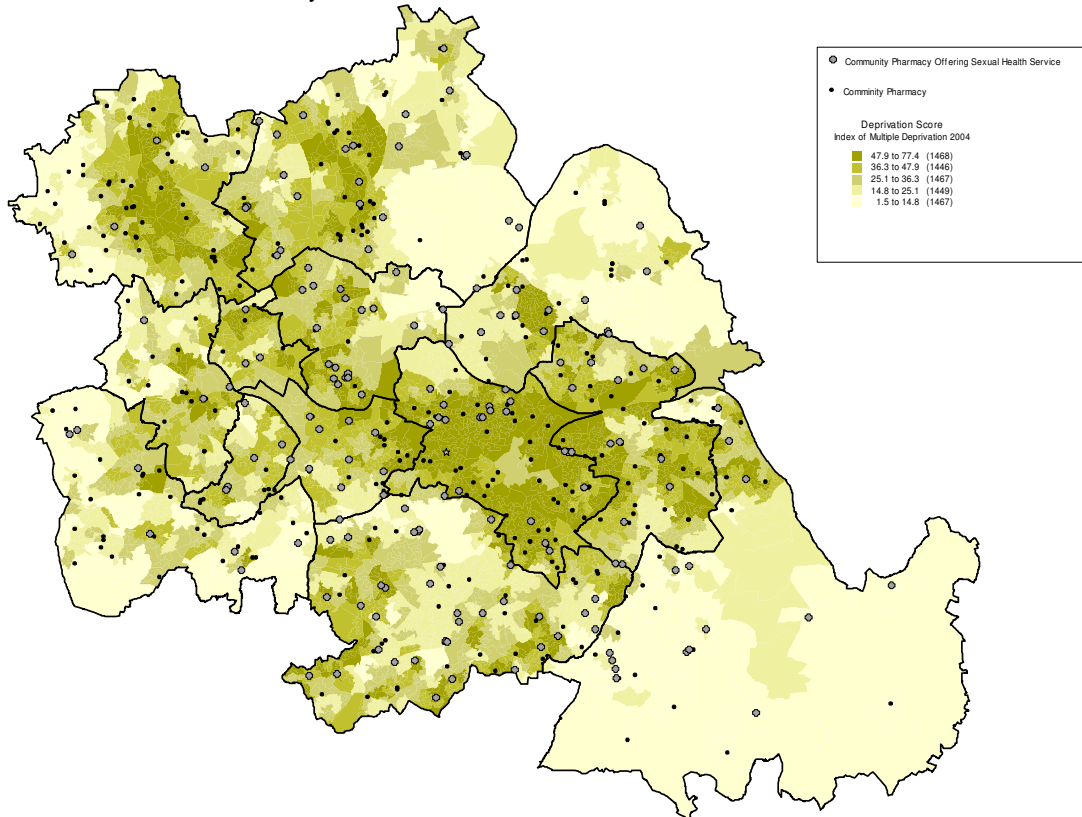 Community Pharmacy Offering Sexual Health Service
Comminity Pharmacy
Deprivation Score
Index of Multiple Deprivation 2004
47.9 to 77.4 (1468)
36.3 to 47.9 (1446)
25.1 to 36.3 (1467)
14.8 to 25.1 (1449)
1.5 to 14.8 (1467)